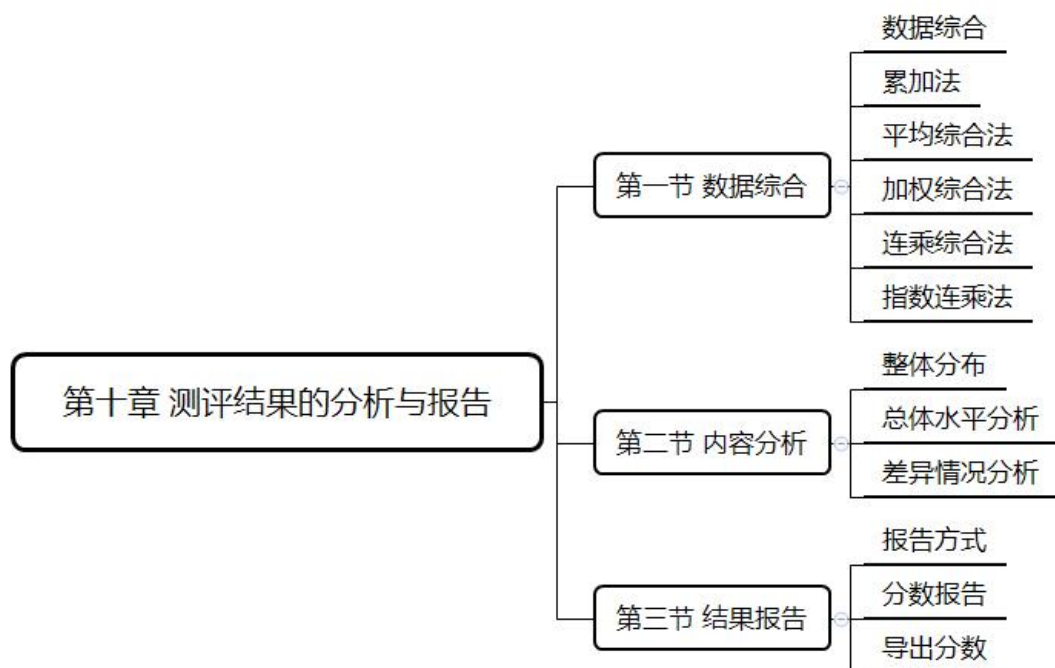 第十章 测评结果的分析与报告
第一节 数据综合
数据综合
累加法
平均综合法
加权综合法
连乘综合法
指数连乘法
第二节 内容分析
整体分布
总体水平分析
差异情况分析
第三节 结果报告
报告方式
分数报告
导出分数